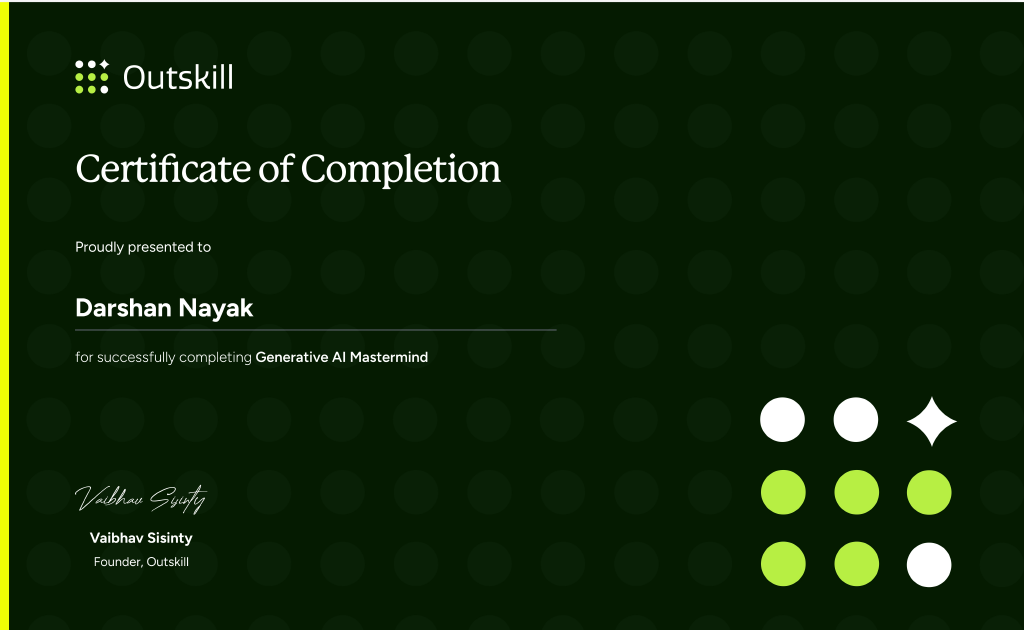 Outskill
Certificate of Completion
Proudly presented to
Darshan Nayak
for successfully completing Generative AI Mastermind
Vaibhav Sisinty
Vaibhav Sisinty
Founder, Outskill